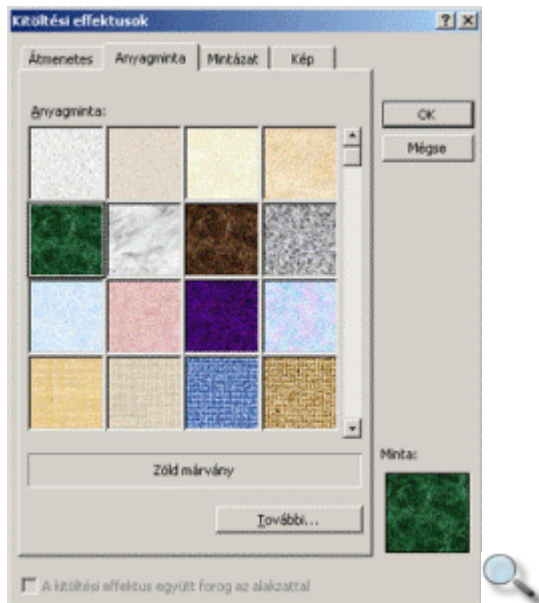 Kitöltési effektusok
Átmenetes Anyagminta Mintázat Kép
Anyagminta:
OK
Mégse
Zöld márvány
Minta:
További...
A kitöltési effektus együtt forog az alakzattal